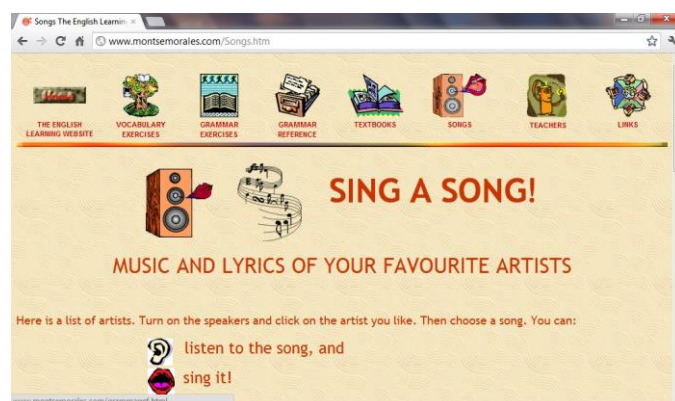 Songs The English Learnin
www.montsemorales.com/Songs.htm
THE ENGLISH LEARNING WEBSITE
VOCABULARY EXERCISES
GRAMMAR EXERCISES
GRAMMAR REFERENCE
TEXTBOOKS
SONGS
TEACHERS
LINKS
SING A SONG!
MUSIC AND LYRICS OF YOUR FAVOURITE ARTISTS
Here is a list of artists. Turn on the speakers and click on the artist you like. Then choose a song. You can:
listen to the song, and
sing it!